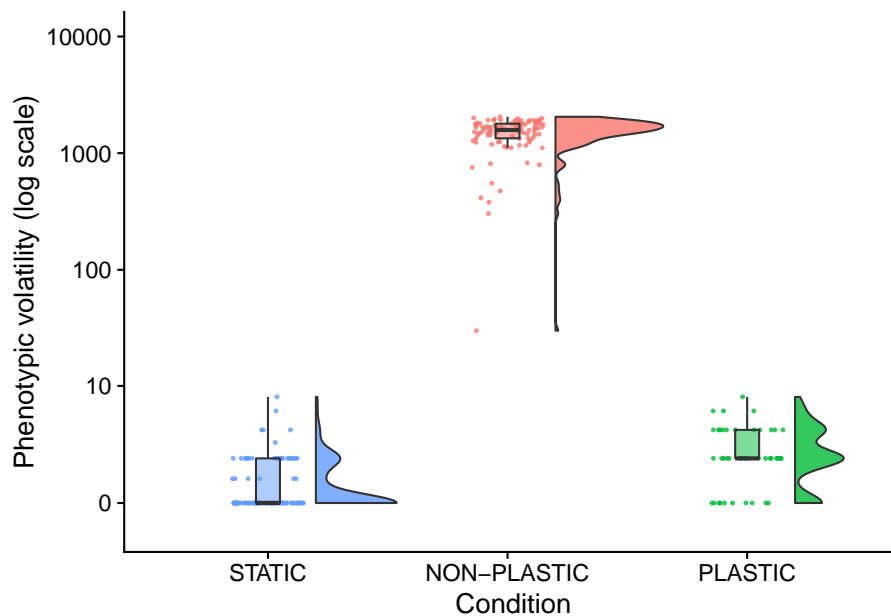 Phenotypic volatility (log scale)
10000
1000
100
10
0
STATIC
NON−PLASTIC
PLASTIC
Condition